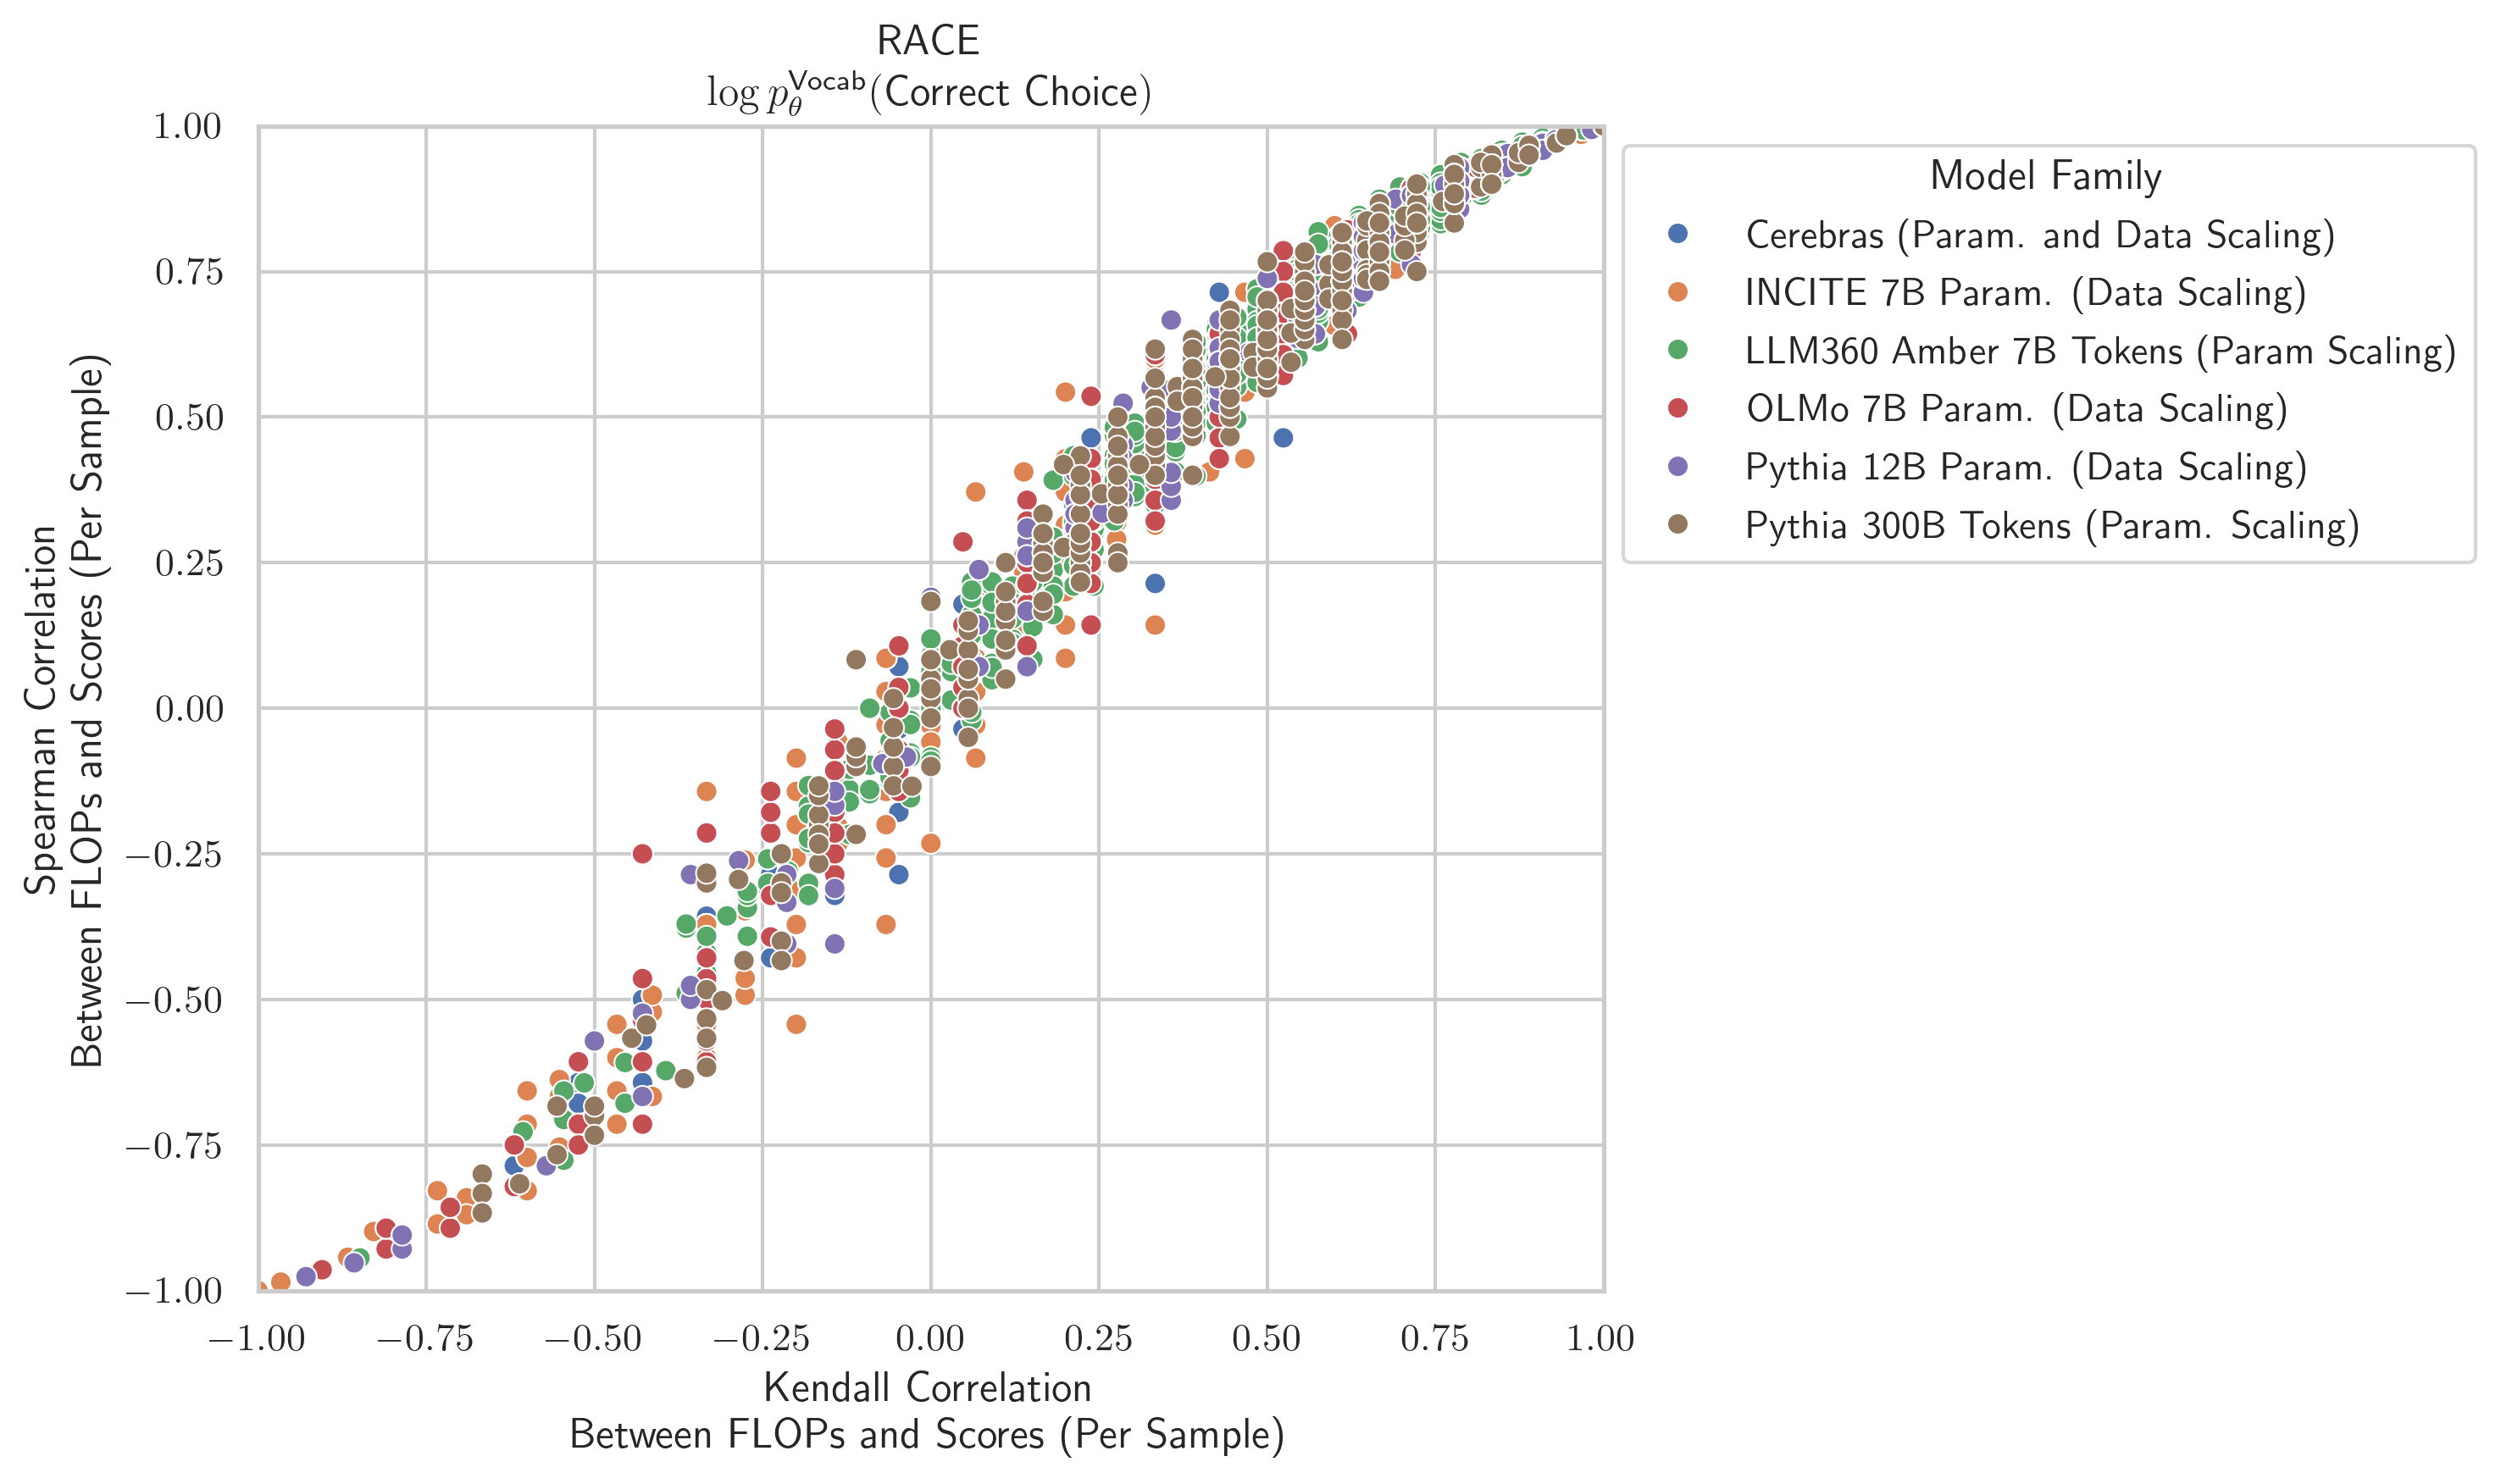 RACE
log p_θ^Vocab(Correct Choice)
1.00
0.75
0.50
0.25
0.00
−0.25
−0.50
−0.75
−1.00
Spearman Correlation
Between FLOPs and Scores (Per Sample)
−1.00 −0.75 −0.50 −0.25 0.00 0.25 0.50 0.75 1.00
Kendall Correlation
Between FLOPs and Scores (Per Sample)
Model Family
Cerebras (Param. and Data Scaling)
INCITE 7B Param. (Data Scaling)
LLM360 Amber 7B Tokens (Param Scaling)
OLMo 7B Param. (Data Scaling)
Pythia 12B Param. (Data Scaling)
Pythia 300B Tokens (Param. Scaling)